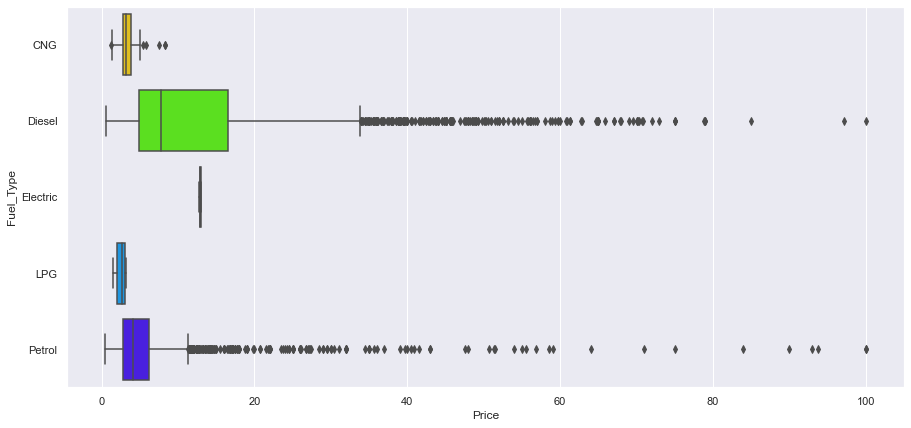 CNG
Diesel
Electric
LPG
Petrol
Fuel_Type
0 20 40 60 80 100
Price